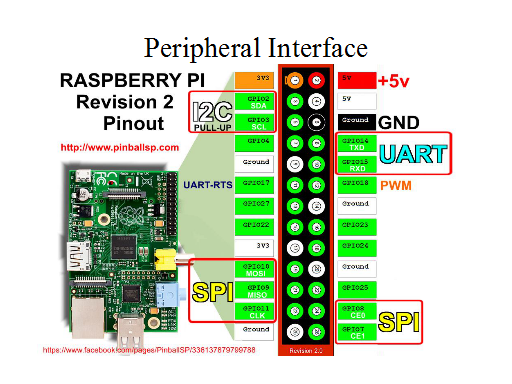 Peripheral Interface
RASPBERRY PI
Revision 2
Pinout
http://www.pinballsp.com
I2C
PULL-UP
UART-RTS
SPI
3V3
GPIO2
SDA
GPIO3
SCL
GPIO4
Ground
GPIO17
GPIO27
GPIO22
3V3
GPIO10
MOSI
GPIO9
MISO
GPIO11
CLK
Ground
5V
5V
Ground
GPIO14
TXD
GPIO15
RXD
GPIO18
GPIO23
GPIO24
Ground
GPIO25
GPIO8
CE0
GPIO7
CE1
+5v
GND
UART
PWM
SPI
Revision 2.0
https://www.facebook.com/pages/PinballSP/338137879799788